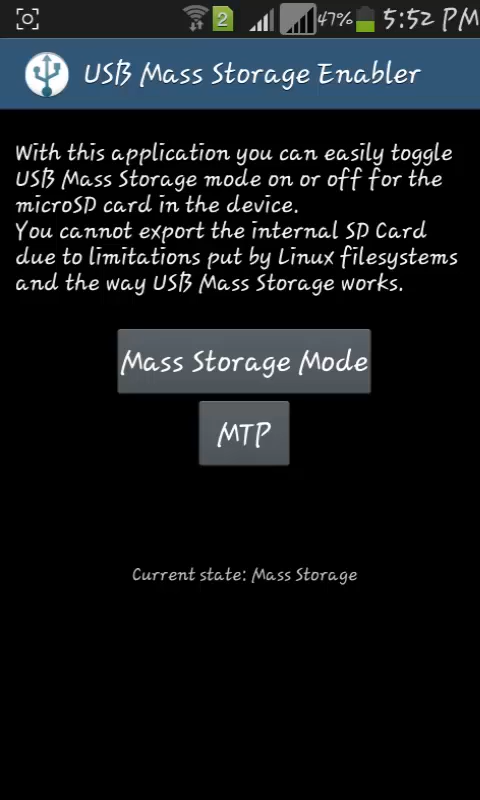 2 47% 5:52 PM
USB Mass Storage Enabler
With this application you can easily toggle
USB Mass Storage mode on or off for the
microSD card in the device.
You cannot export the internal SD Card
due to limitations put by Linux filesystems
and the way USB Mass Storage works.
Mass Storage Mode
MTP
Current state: Mass Storage